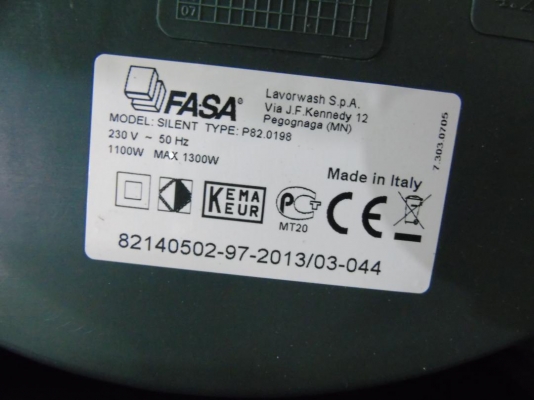 07
FASA®
Lavorwash S.p.A.
Via J.F.Kennedy 12
Pegognaga (MN)
MODEL: SILENT TYPE: P82.0198
230 V ~ 50 Hz
1100W MAX 1300W
Made in Italy
7.303.0705
KEMA
KEUR
PCT
MT20
CE
82140502-97-2013/03-044